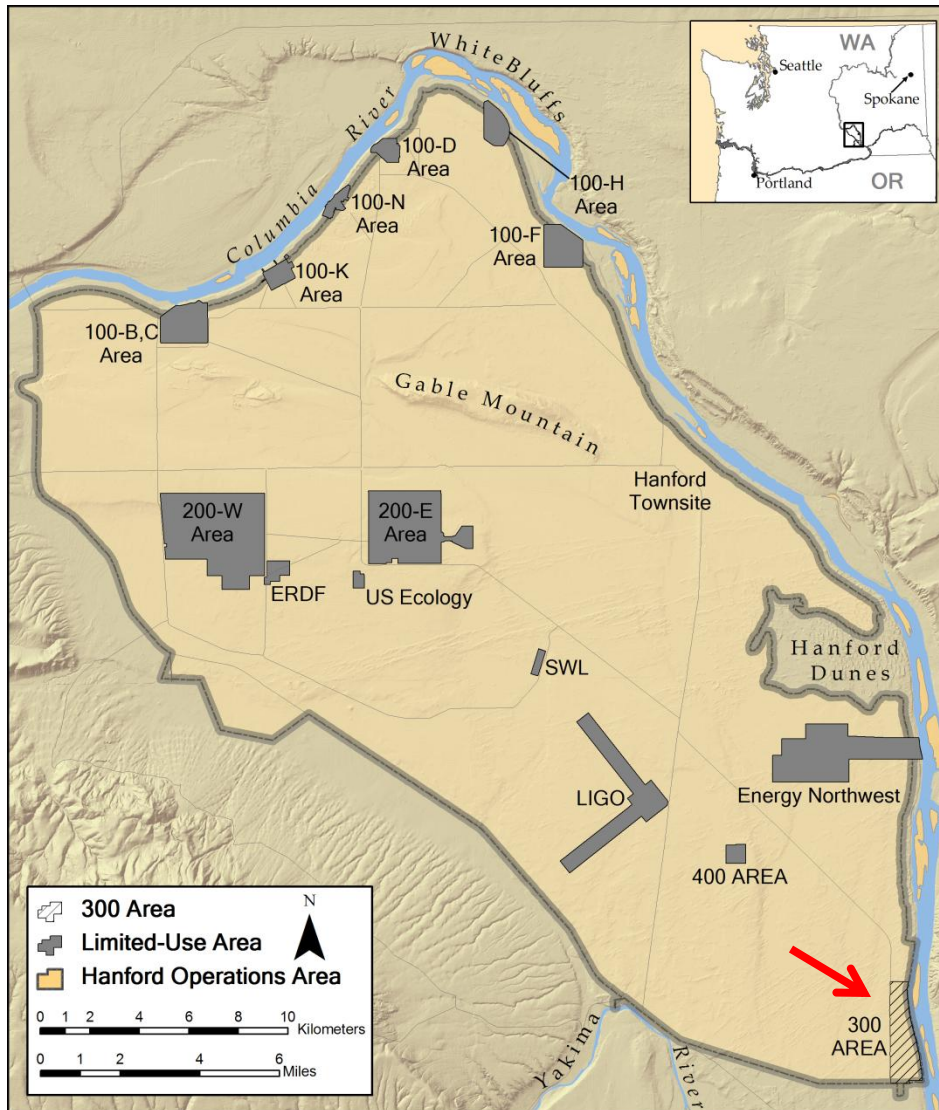 White Bluffs
WA
Seattle
Spokane
Portland
OR
Columbia River
100-D
Area
100-H
Area
100-N
Area
100-F
Area
100-K
Area
100-B,C
Area
Gable Mountain
Hanford
Townsite
200-W
Area
200-E
Area
ERDF
US Ecology
Hanford
Dunes
SWL
LIGO
Energy Northwest
400 AREA
300
AREA
Yakima River
N
300 Area
Limited-Use Area
Hanford Operations Area
0 1 2 4 6 8 10
Kilometers
0 1 2 4 6
Miles